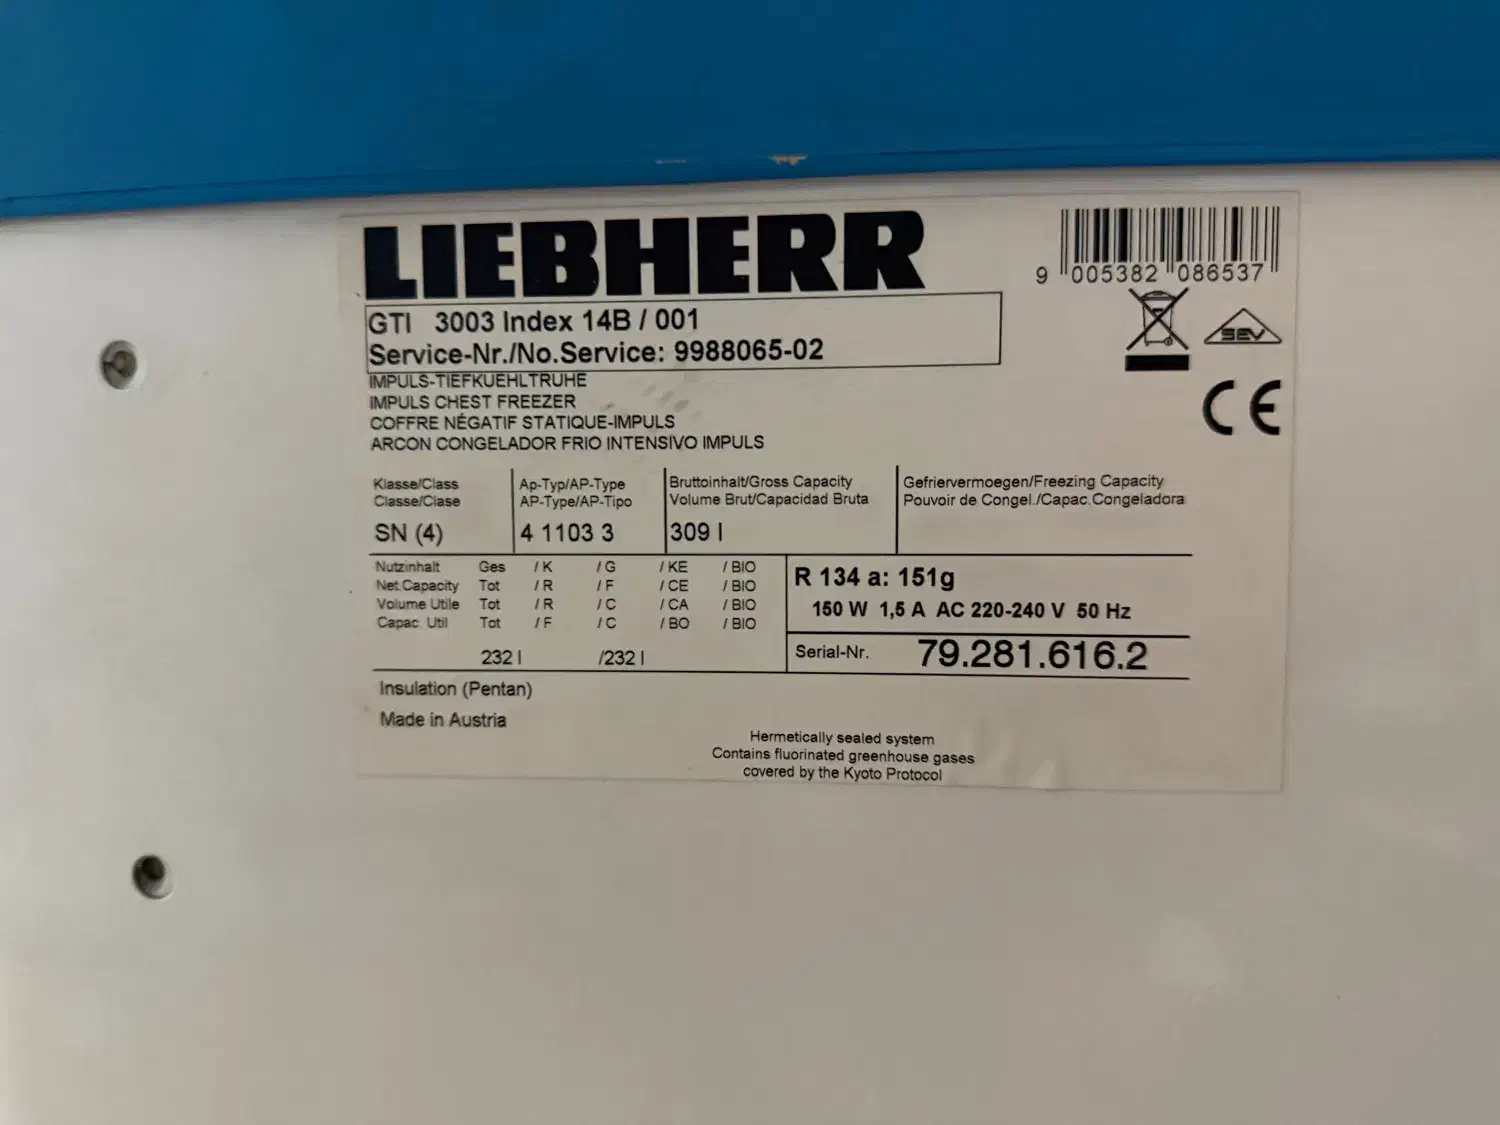 LIEBHERR
9 005382 086537
GTI 3003 Index 14B / 001
Service-Nr./No.Service: 9988065-02
SEV
CE
IMPULS-TIEFKUEHLTRUHE
IMPULS CHEST FREEZER
COFFRE NÉGATIF STATIQUE-IMPULS
ARCON CONGELADOR FRIO INTENSIVO IMPULS
Klasse/Class
Classe/Clase
SN (4)
Ap-Typ/AP-Type
AP-Type/AP-Tipo
4 1103 3
Bruttoinhalt/Gross Capacity
Volume Brut/Capacidad Bruta
309 l
Gefriervermoegen/Freezing Capacity
Pouvoir de Congel./Capac.Congeladora
Nutzinhalt Ges / K / G / KE / BIO
Net.Capacity Tot / R / F / CE / BIO
Volume Utile Tot / R / C / CA / BIO
Capac. Util Tot / F / C / BO / BIO
232 l /232 l
R 134 a: 151g
150 W 1,5 A AC 220-240 V 50 Hz
Serial-Nr. 79.281.616.2
Insulation (Pentan)
Made in Austria
Hermetically sealed system
Contains fluorinated greenhouse gases
covered by the Kyoto Protocol